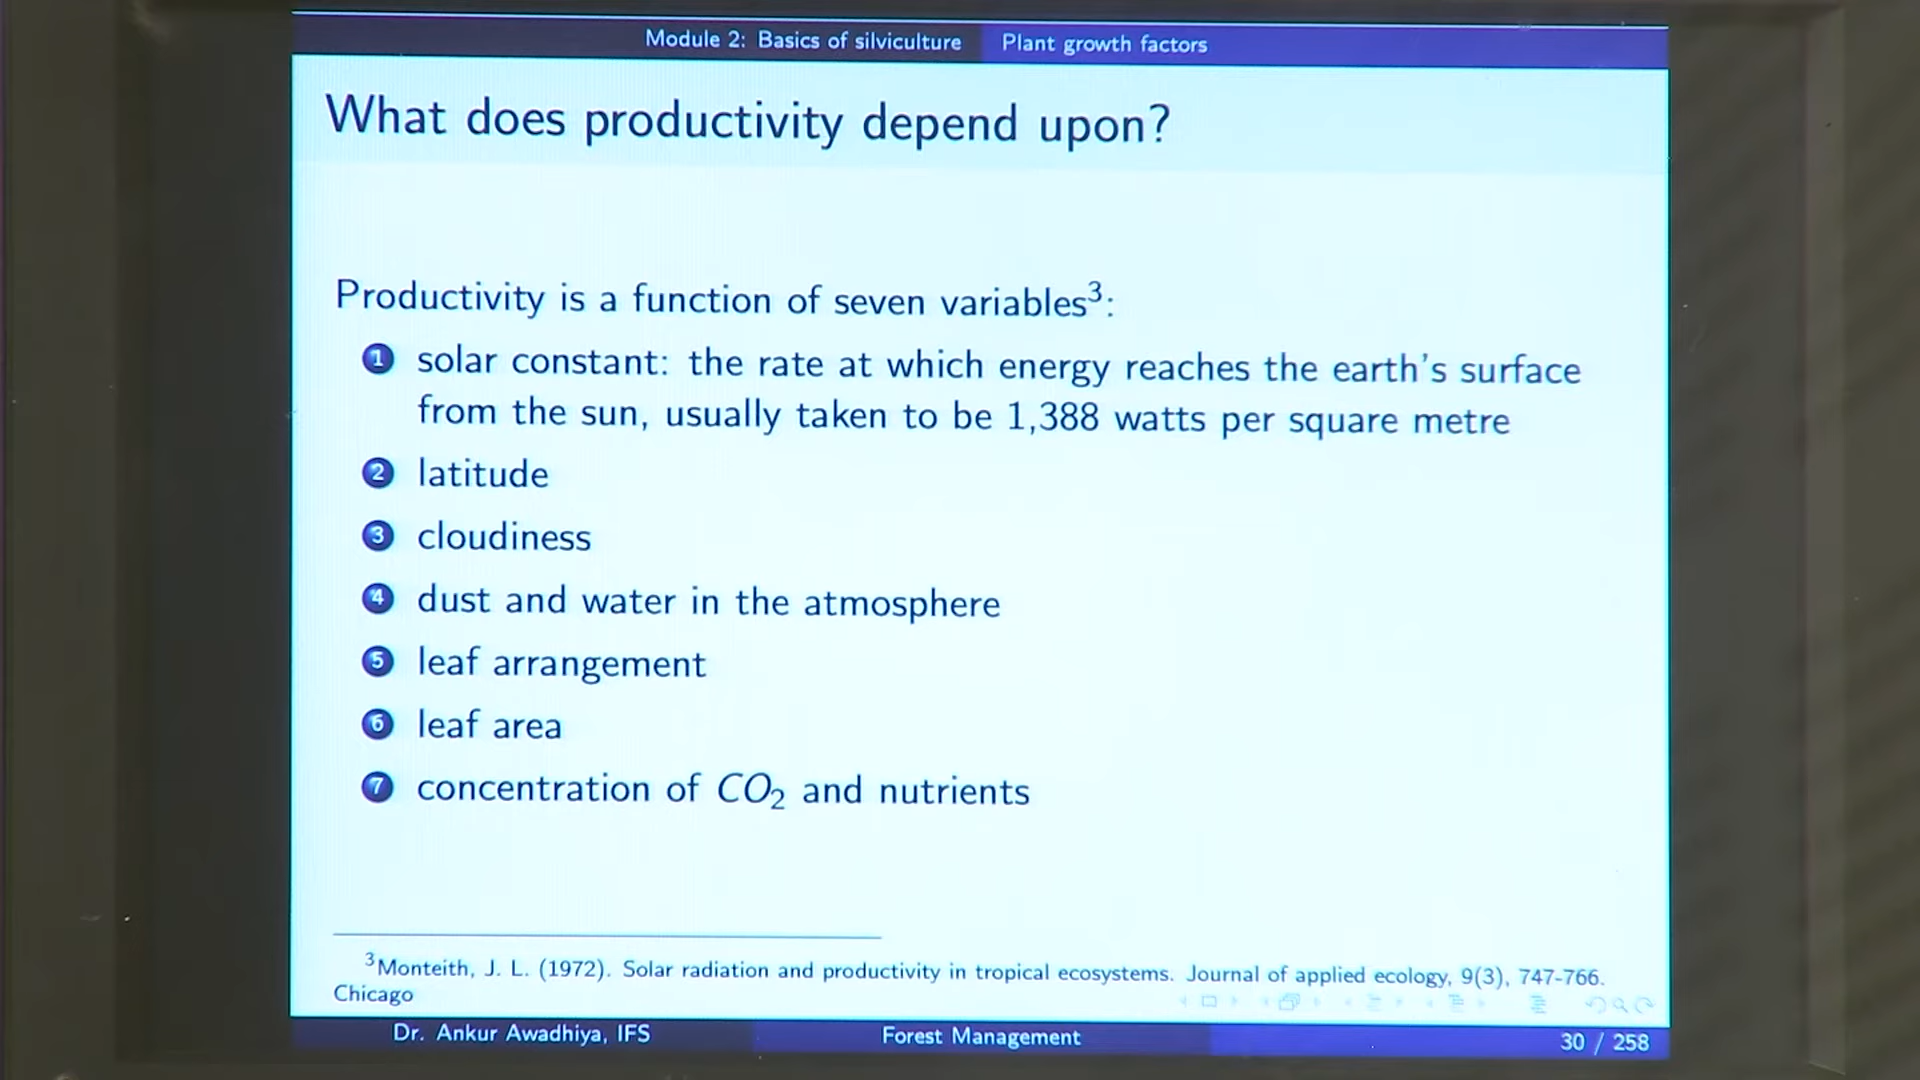 Module 2: Basics of silviculture Plant growth factors
What does productivity depend upon?
Productivity is a function of seven variables³:
1 solar constant: the rate at which energy reaches the earth's surface
from the sun, usually taken to be 1,388 watts per square metre
2 latitude
3 cloudiness
4 dust and water in the atmosphere
5 leaf arrangement
6 leaf area
7 concentration of CO₂ and nutrients
³Monteith, J. L. (1972). Solar radiation and productivity in tropical ecosystems. Journal of applied ecology, 9(3), 747-766.
Chicago
Dr. Ankur Awadhiya, IFS Forest Management 30 / 258